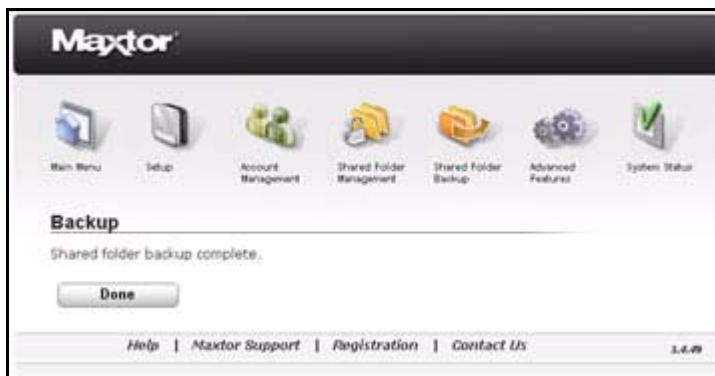 Maxtor
Main Menu
Setup
Account Management
Shared Folder Management
Shared Folder Backup
Advanced Features
System Status
Backup
Shared folder backup complete.
Done
Help | Maxtor Support | Registration | Contact Us